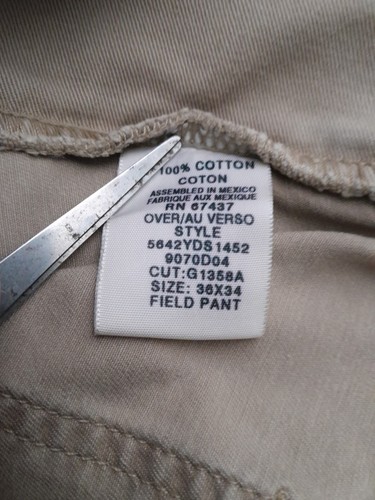 100% COTTON
COTON
ASSEMBLED IN MEXICO
FABRIQUE AUX MEXIQUE
RN 67437
OVER/AU VERSO
STYLE
5642YDS1452
9070D04
CUT:G1358A
SIZE: 36X34
FIELD PANT